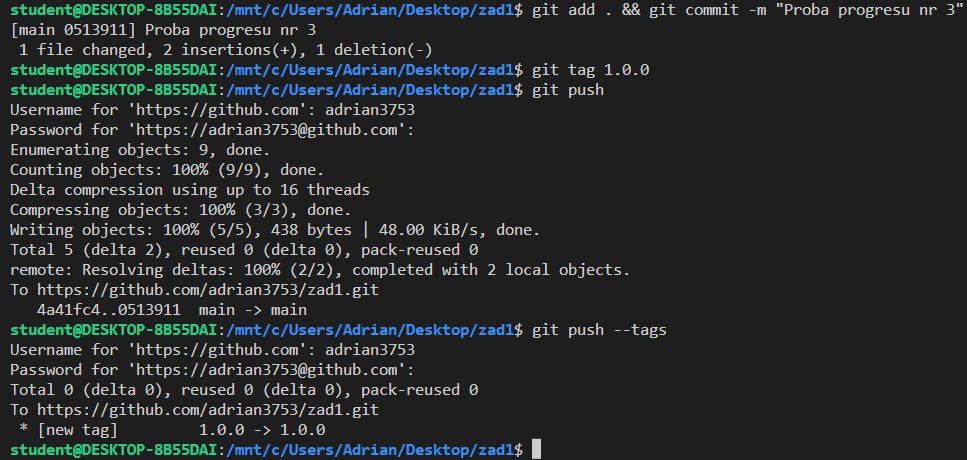 student@DESKTOP-8B55DAI:/mnt/c/Users/Adrian/Desktop/zad1$ git add . && git commit -m "Proba progresu nr 3"
[main 0513911] Proba progresu nr 3
 1 file changed, 2 insertions(+), 1 deletion(-)
student@DESKTOP-8B55DAI:/mnt/c/Users/Adrian/Desktop/zad1$ git tag 1.0.0
student@DESKTOP-8B55DAI:/mnt/c/Users/Adrian/Desktop/zad1$ git push
Username for 'https://github.com': adrian3753
Password for 'https://adrian3753@github.com':
Enumerating objects: 9, done.
Counting objects: 100% (9/9), done.
Delta compression using up to 16 threads
Compressing objects: 100% (3/3), done.
Writing objects: 100% (5/5), 438 bytes | 48.00 KiB/s, done.
Total 5 (delta 2), reused 0 (delta 0), pack-reused 0
remote: Resolving deltas: 100% (2/2), completed with 2 local objects.
To https://github.com/adrian3753/zad1.git
   4a41fc4..0513911  main -> main
student@DESKTOP-8B55DAI:/mnt/c/Users/Adrian/Desktop/zad1$ git push --tags
Username for 'https://github.com': adrian3753
Password for 'https://adrian3753@github.com':
Total 0 (delta 0), reused 0 (delta 0), pack-reused 0
To https://github.com/adrian3753/zad1.git
 * [new tag]         1.0.0 -> 1.0.0
student@DESKTOP-8B55DAI:/mnt/c/Users/Adrian/Desktop/zad1$